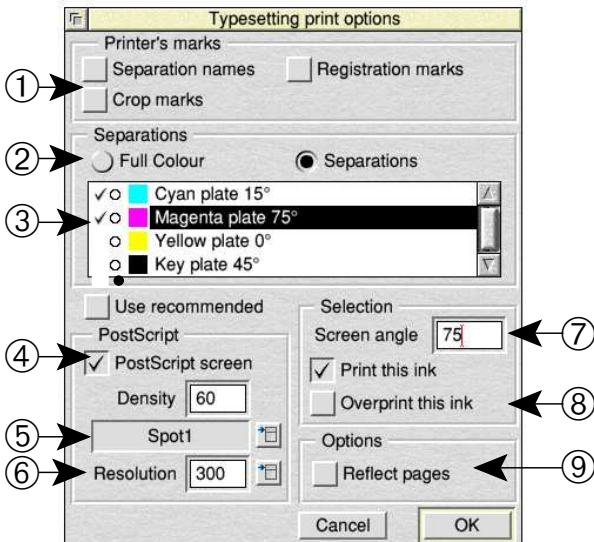 Typesetting print options
Printer's marks
Separation names Registration marks
① Crop marks
Separations
② Full Colour Separations
Cyan plate 15°
③ Magenta plate 75°
Yellow plate 0°
Key plate 45°
Use recommended
PostScript
④ PostScript screen
Density 60
⑤ Spot1
⑥ Resolution 300
Selection
Screen angle 75 ⑦
Print this ink
Overprint this ink ⑧
Options
Reflect pages ⑨
Cancel OK